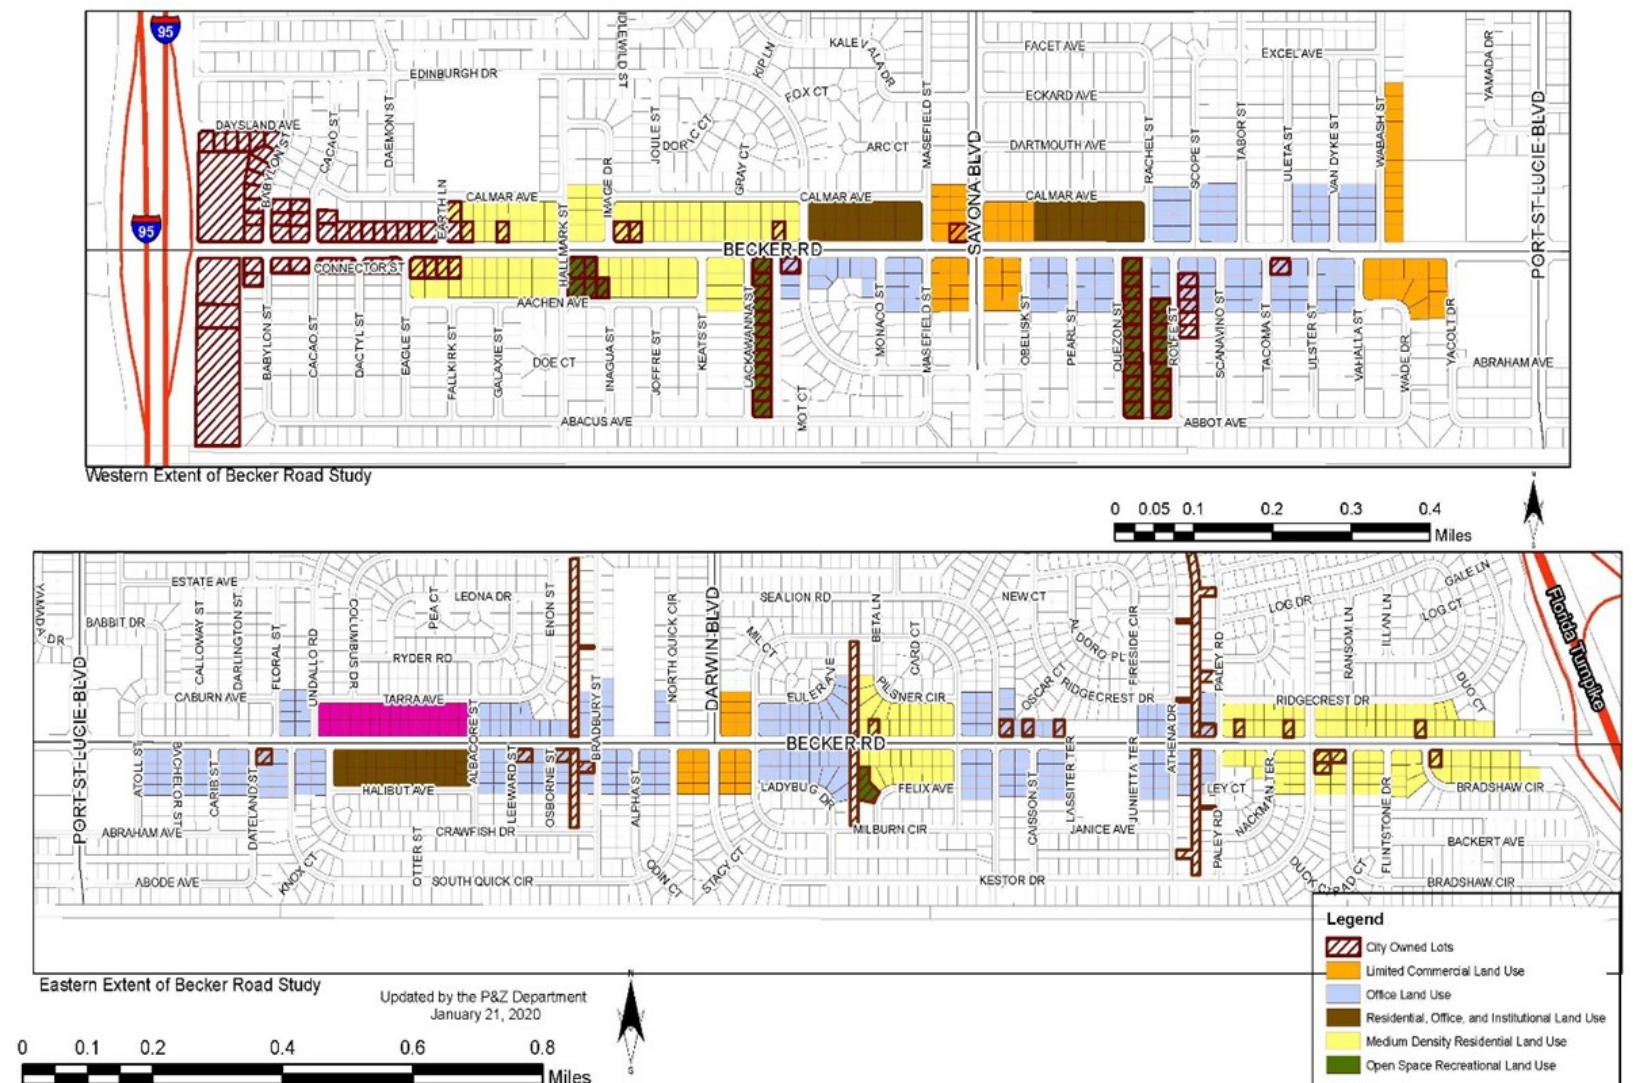 95
95
DLEWILD ST
KIP LN
KALEVALA DR
FACET AVE
EXCEL AVE
YAMADA DR
EDINBURGH DR
FOX CT
ECKARD AVE
DAYSLAND AVE
BABYLON ST
CACAO ST
DAEMON ST
JOULE ST
GRAY CT
ARC CT
MASEFIELD ST
SAVONA BLVD
DARTMOUTH AVE
RACHEL ST
SCOPE ST
TABOR ST
ULETA ST
VAN DYKE ST
WABASH ST
PORT-ST-LUCIE-BLVD
EARTH LN
CALMAR AVE
HALLMARK ST
IMAGE DR
CALMAR AVE
CALMAR AVE
BECKER RD
CONNECTOR ST
AACHEN AVE
BABYLON ST
CACAO ST
DACTYL ST
EAGLE ST
FALLKIRK ST
GALAXIE ST
DOE CT
INAGUA ST
JOFFRE ST
KEATS ST
LACKAWANNA ST
MOT CT
MONACO ST
MASEFIELD ST
OBELISK ST
PEARL ST
QUEZON ST
ROLFE ST
SCANAVINO ST
TACOMA ST
ULSTER ST
VAHALLA ST
WADE DR
YACOLT DR
ABRAHAM AVE
ABACUS AVE
ABBOT AVE
Western Extent of Becker Road Study
N
0 0.05 0.1 0.2 0.3 0.4
Miles
S
YAMADA DR
ESTATE AVE
BABBIT DR
CALLOWAY ST
DARLINGTON ST
FLORAL ST
UNDALLO RD
COLUMBUS DR
PEA CT
LEONA DR
ENON ST
RYDER RD
NORTH QUICK CIR
DARWIN BLVD
SEA LION RD
MIL CT
BETA LN
CARD CT
NEW CT
FIRESIDE CIR
PALEY RD
LOG DR
RANSOM LN
ILLIAN LN
LOG CT
GALE LN
Florida Turnpike
PORT-ST-LUCIE-BLVD
CABURN AVE
TARRA AVE
ALBACORE ST
BRADBURY ST
EULER AVE
PILSNER CIR
OSCAR CT
RIDGECREST DR
ATHENA DR
RIDGECREST DR
DUO CT
BECKER RD
ATOLL ST
BACHELOR ST
CARIB ST
DATELAND ST
HALIBUT AVE
LEEWARD ST
OSBORNE ST
ALPHA ST
LADYBUG DR
FELIX AVE
CAISSON ST
LASSITER TER
JUNIETTA TER
LEY CT
NACKMAN TER
FLINTSTONE DR
BRADSHAW CIR
ABRAHAM AVE
KNOX CT
OTTER ST
CRAWFISH DR
ODIN CT
STACY CT
MILBURN CIR
JANICE AVE
PALEY RD
BACKERT AVE
ABODE AVE
SOUTH QUICK CIR
KESTOR DR
DUCK CT
RAD CT
BRADSHAW CIR
Legend
City Owned Lots
Limited Commercial Land Use
Office Land Use
Residential, Office, and Institutional Land Use
Medium Density Residential Land Use
Open Space Recreational Land Use
Eastern Extent of Becker Road Study
Updated by the P&Z Department
January 21, 2020
N
S
0 0.1 0.2 0.4 0.6 0.8
Miles